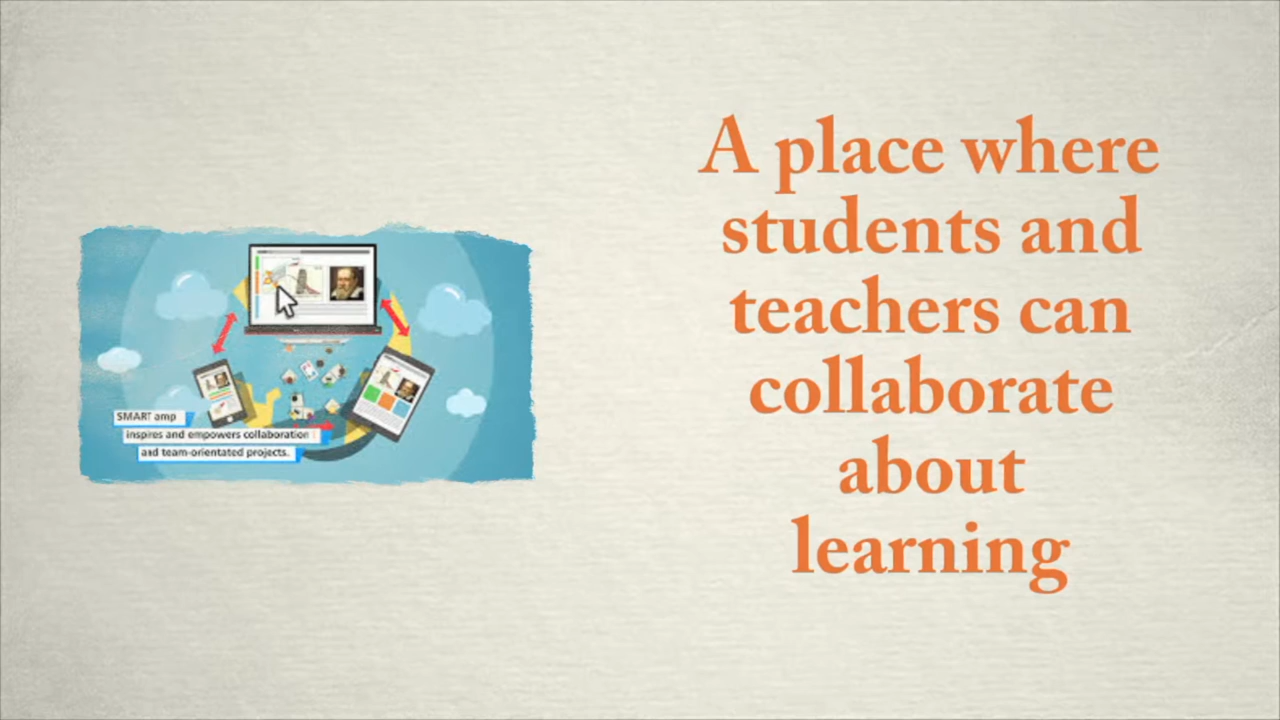 SMART amp
inspires and empowers collaboration
and team-orientated projects.
A place where
students and
teachers can
collaborate
about
learning